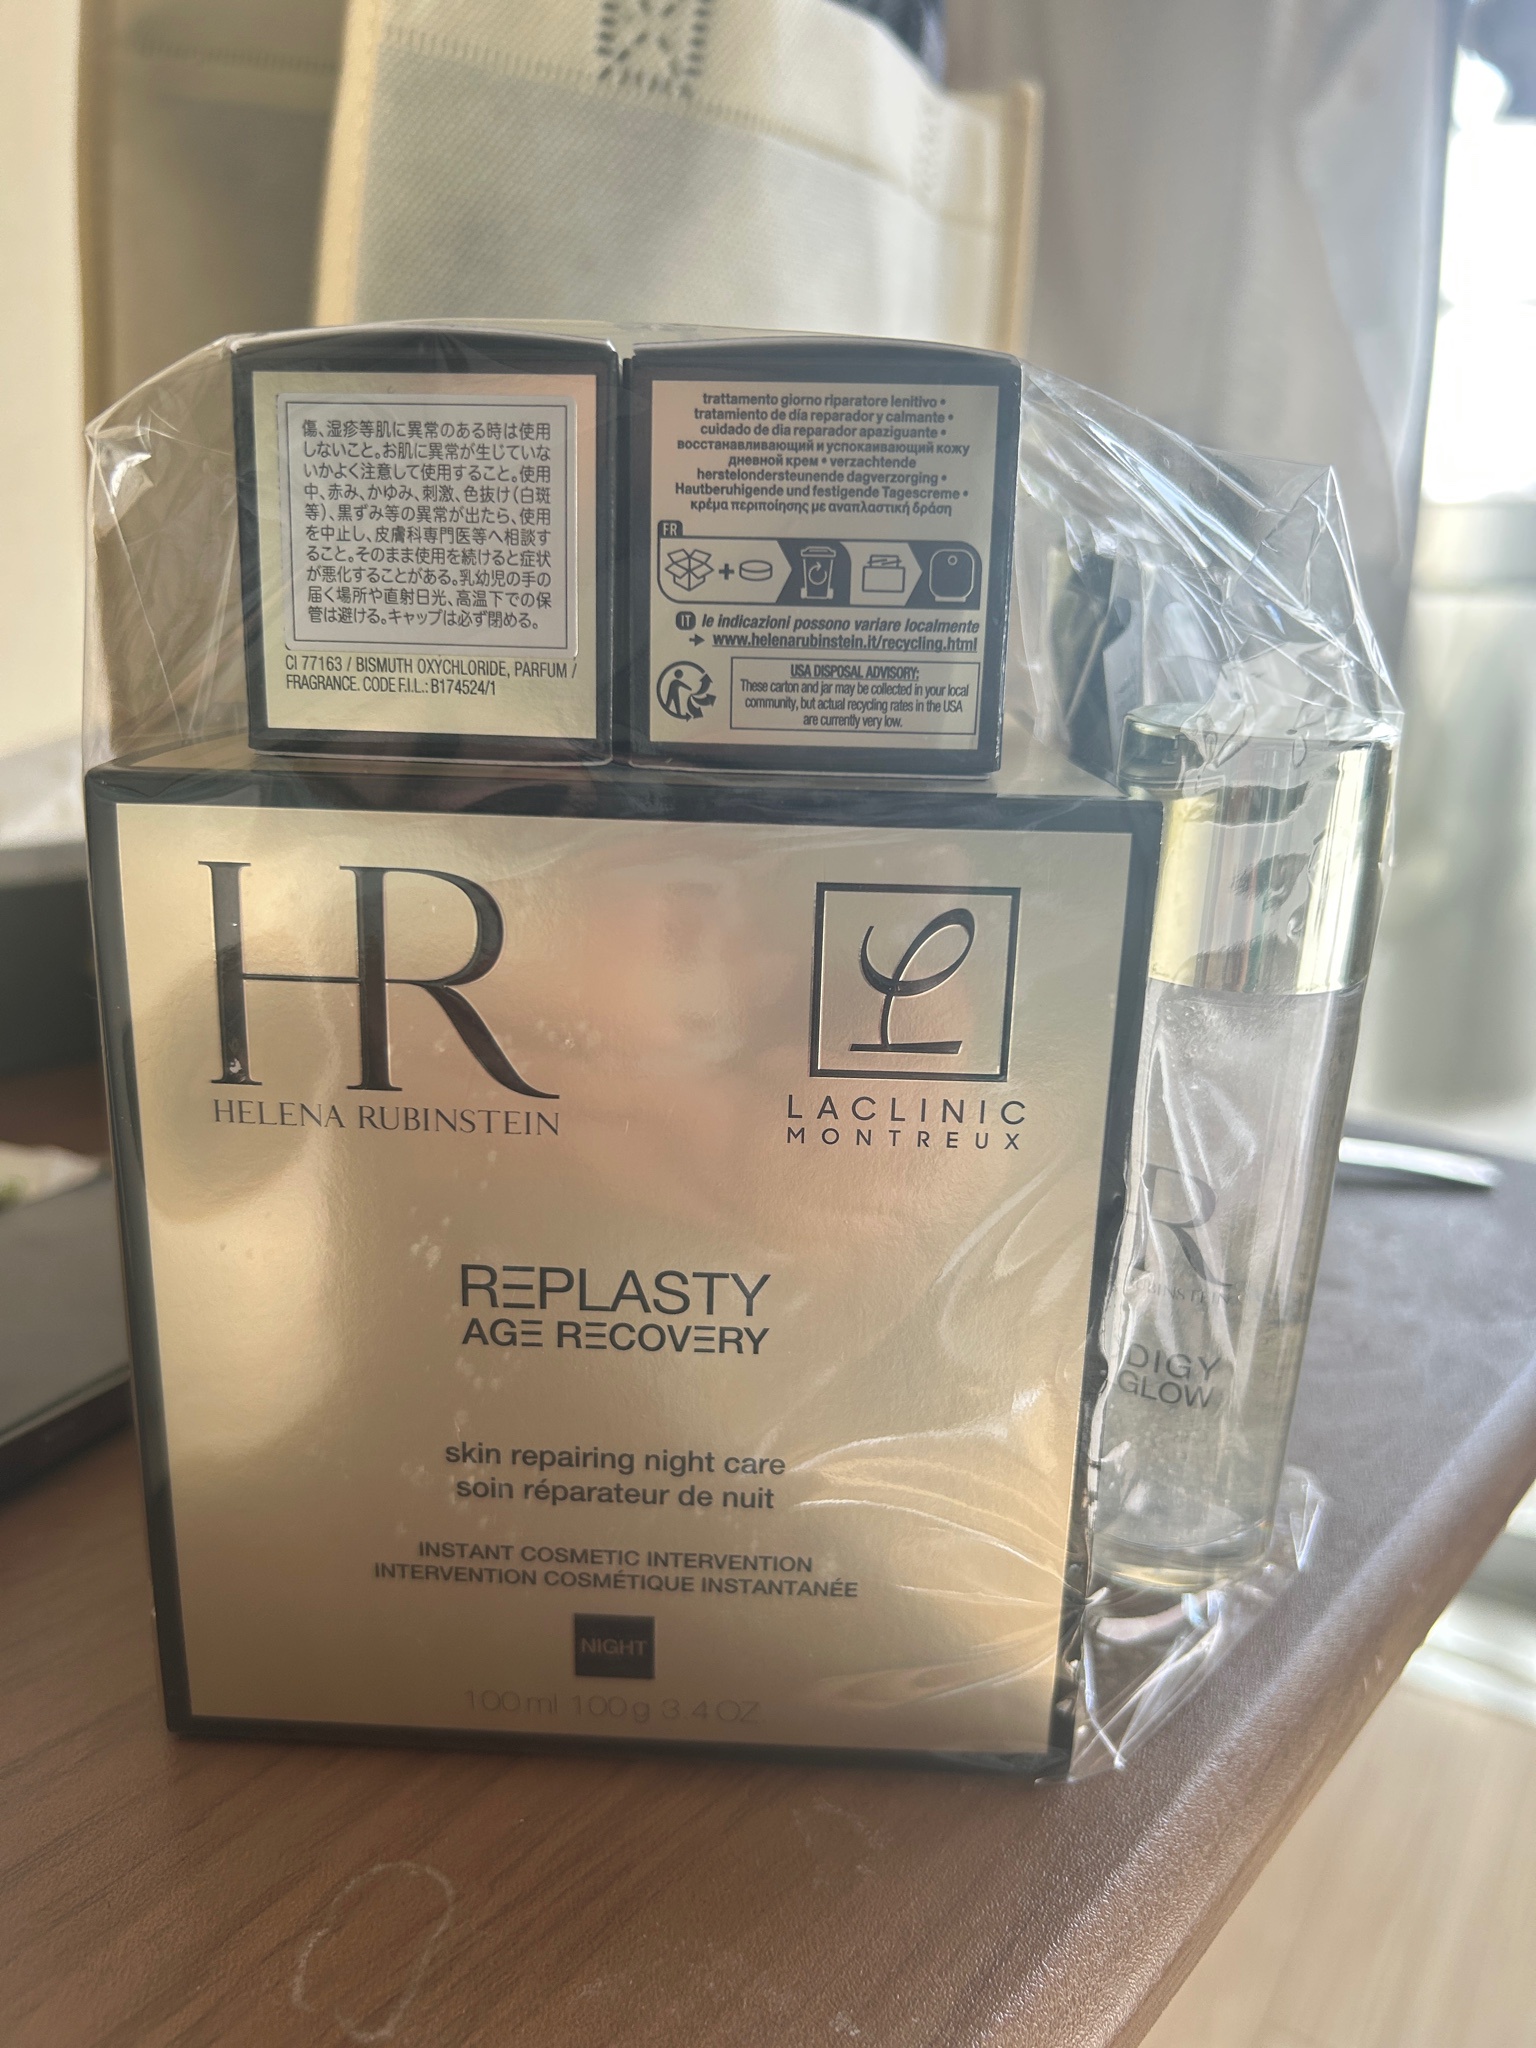 傷、湿疹等肌に異常のある時は使用
しないこと。お肌に異常が生じていな
いかよく注意して使用すること。使用
中、赤み、かゆみ、刺激、色抜け(白斑
等)、黒ずみ等の異常が出たら、使用
を中止し、皮膚科専門医等へ相談す
ること。そのまま使用を続けると症状
が悪化することがある。乳幼児の手の
届く場所や直射日光、高温下での保
管は避ける。キャップは必ず閉める。
CI 77163 / BISMUTH OXYCHLORIDE, PARFUM /
FRAGRANCE. CODE F.I.L.: B174524/1
trattamento giorno riparatore lenitivo •
tratamiento de día reparador y calmante •
cuidado de dia reparador apaziguante •
восстанавливающий и успокаивающий кожу
дневной крем • verzachtende
herstelondersteunende dagverzorging •
Hautberuhigende und festigende Tagescreme •
κρέμα περιποίησης με αναπλαστική δράση
FR
IT le indicazioni possono variare localmente
www.helenarubinstein.it/recycling.html
USA DISPOSAL ADVISORY:
These carton and jar may be collected in your local
community, but actual recycling rates in the USA
are currently very low.
HR
HELENA RUBINSTEIN
LACLINIC
MONTREUX
REPLASTY
AGE RECOVERY
skin repairing night care
soin réparateur de nuit
INSTANT COSMETIC INTERVENTION
INTERVENTION COSMÉTIQUE INSTANTANÉE
NIGHT
100 ml 100 g 3.4 OZ.
R
DIGY
GLOW